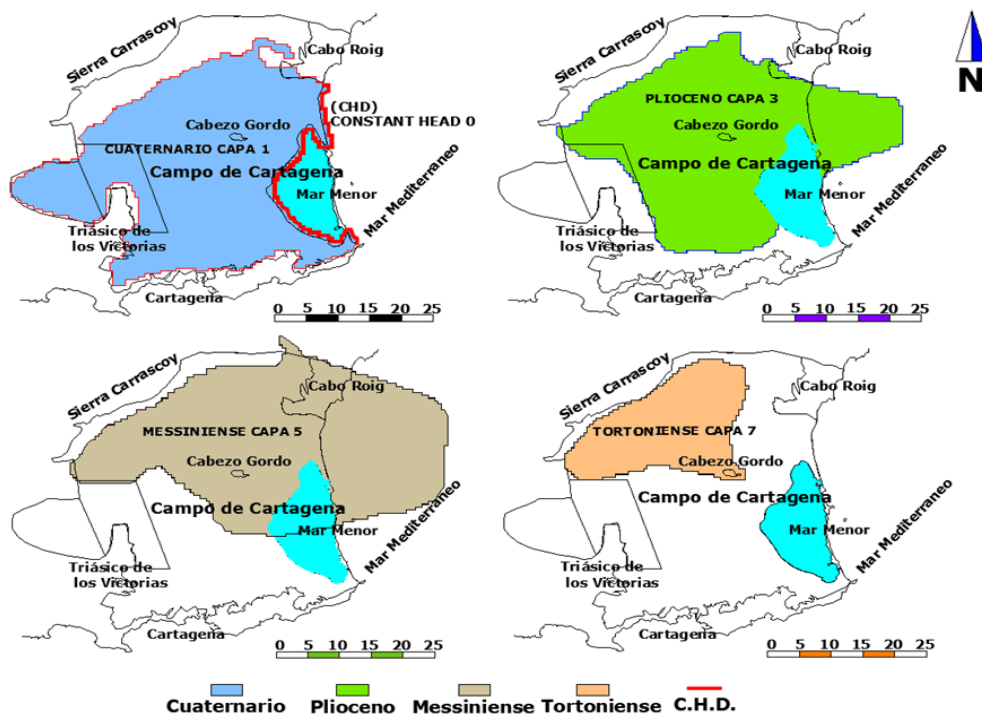 Sierra Carrascoy
Cabo Roig
(CHD)
CONSTANT HEAD 0
Cabezo Gordo
CUATERNARIO CAPA 1
Campo de Cartagena
Mar Menor
Mar Mediterraneo
Triásico de
los Victorias
Cartagena
0 5 10 15 20 25
Sierra Carrascoy
Cabo Roig
N
PLIOCENO CAPA 3
Cabezo Gordo
Campo de Cartagena
Mar Menor
Mar Mediterraneo
Triásico de
los Victorias
Cartagena
0 5 10 15 20 25
Sierra Carrascoy
Cabo Roig
MESSINIENSE CAPA 5
Cabezo Gordo
Campo de Cartagena
Mar Menor
Mar Mediterraneo
Triásico de
los Victorias
Cartagena
0 5 10 15 20 25
Sierra Carrascoy
Cabo Roig
TORTONIENSE CAPA 7
Cabezo Gordo
Campo de Cartagena
Mar Menor
Mar Mediterraneo
Triásico de
los Victorias
Cartagena
0 5 10 15 20 25
Cuaternario Plioceno Messiniense Tortoniense C.H.D.